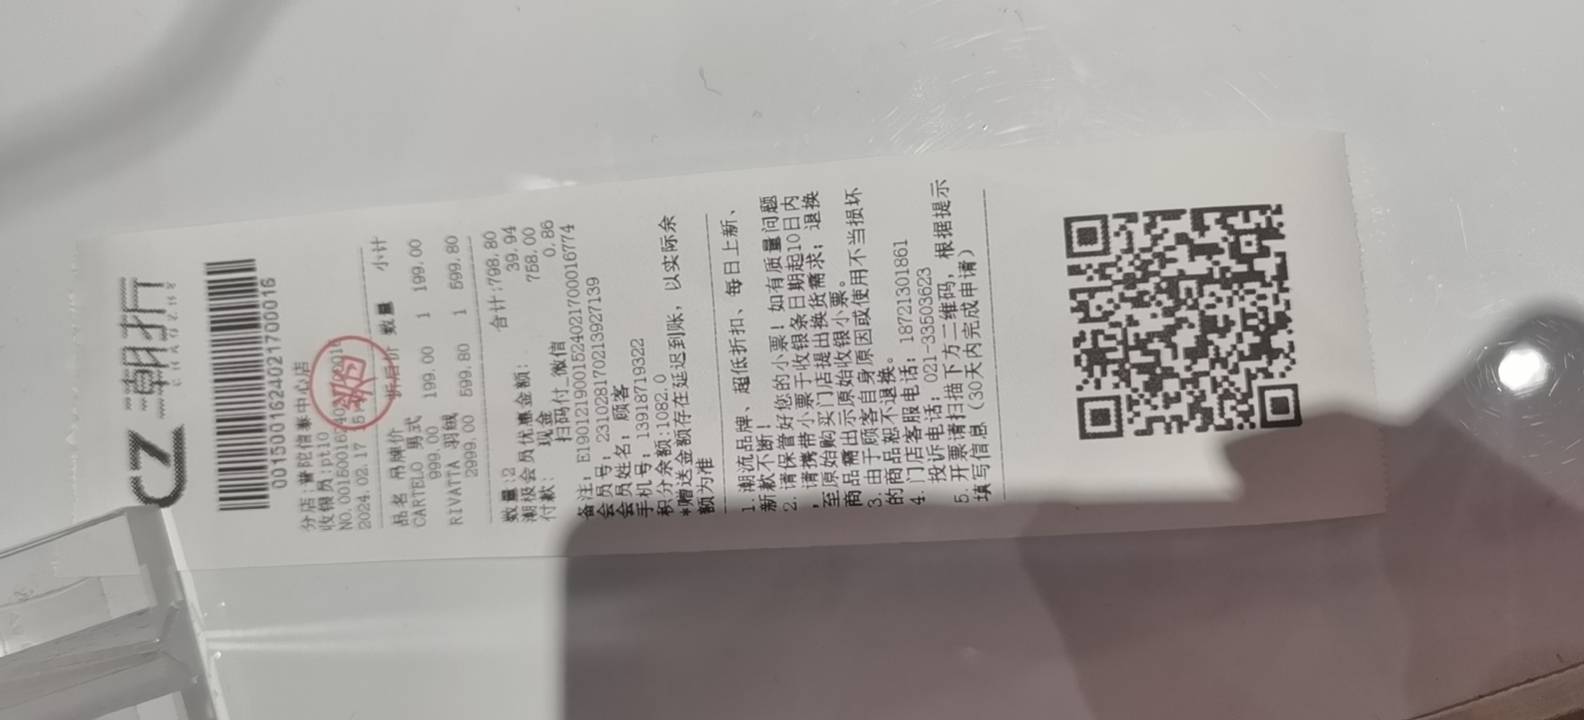 CZ 潮折
001500162402170016
分店:普陀信泰中心店
收银员:pt10
NO.00150016240
2024.02.17 15
品名 吊牌价 折后价 数量 小计
CARTELO 男式
999.00 199.00 1 199.00
RIVATTA 羽绒
2999.00 599.80 1 599.80
数量:2 合计:798.80
潮极会员优惠金额: 39.94
付款: 现金 758.00
扫码付_微信 0.86
备注: E19012190015240217000016774
会员号: 2310281702139271​39
会员姓名: 顾客
手机号: 13918719322
积分余额:1082.0
*赠送金额存在延迟到账, 以实际余
额为准
1. 潮流品牌、超低折扣、每日上新、
新款不断!
2. 请保管好您的小票! 如有质量问题
, 请携带小票于收银条日期起10日内
至原始购买门店提出换货需求; 退换
商品需出示原始收银小票。
3. 由于顾客自身原因或使用不当损坏
的商品恕不退换。
4. 门店客服电话: 18721301861
投诉电话: 021-33503623
5. 开票请扫描下方二维码, 根据提示
填写信息 (30天内完成申请)